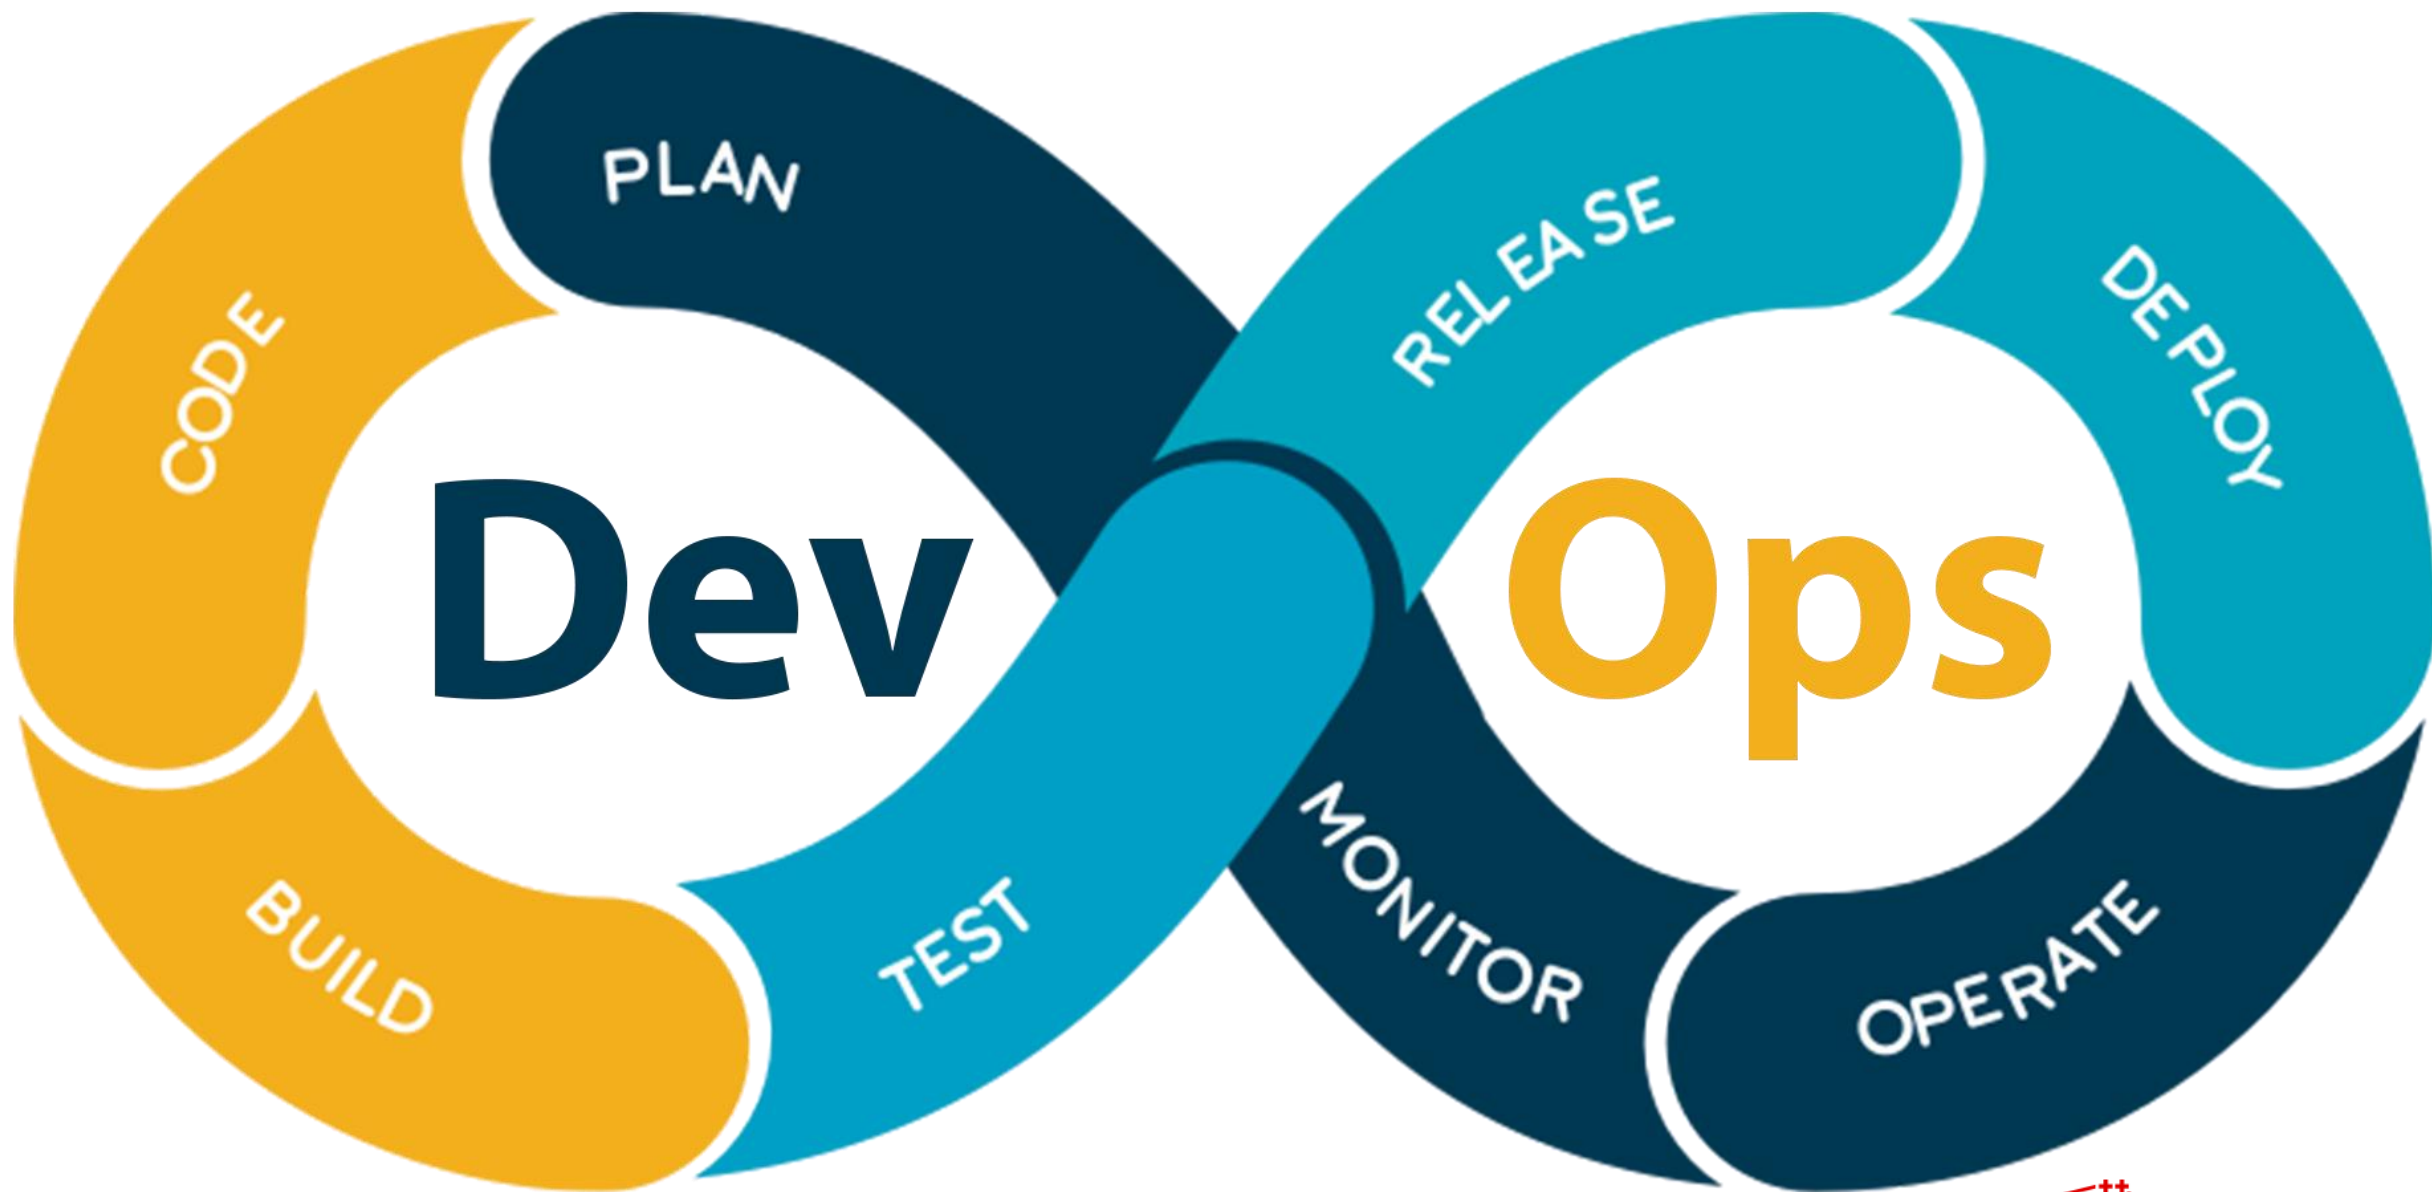 PLAN
CODE
BUILD
TEST
RELEASE
DEPLOY
OPERATE
MONITOR
Dev
Ops